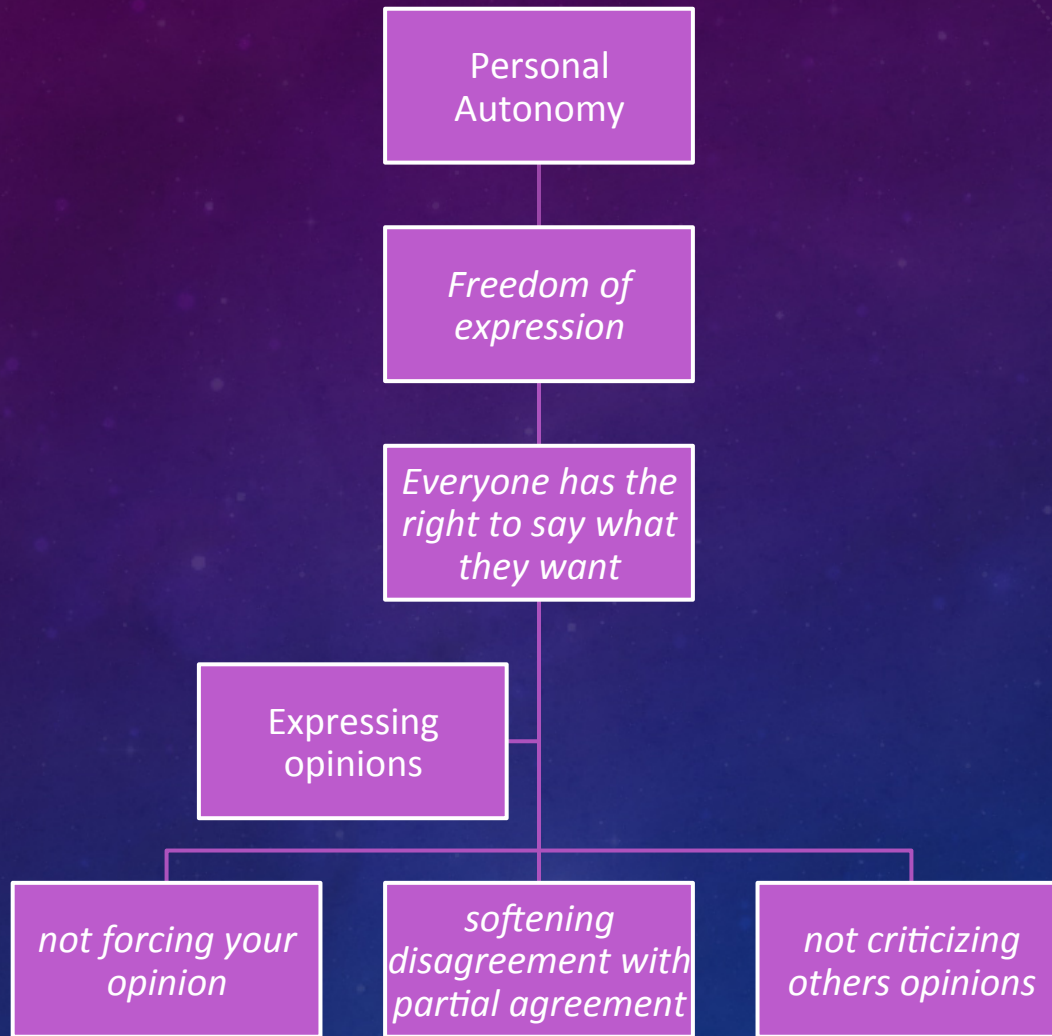 Personal
Autonomy
Freedom of
expression
Everyone has the
right to say what
they want
Expressing
opinions
not forcing your
opinion
softening
disagreement with
partial agreement
not criticizing
others opinions